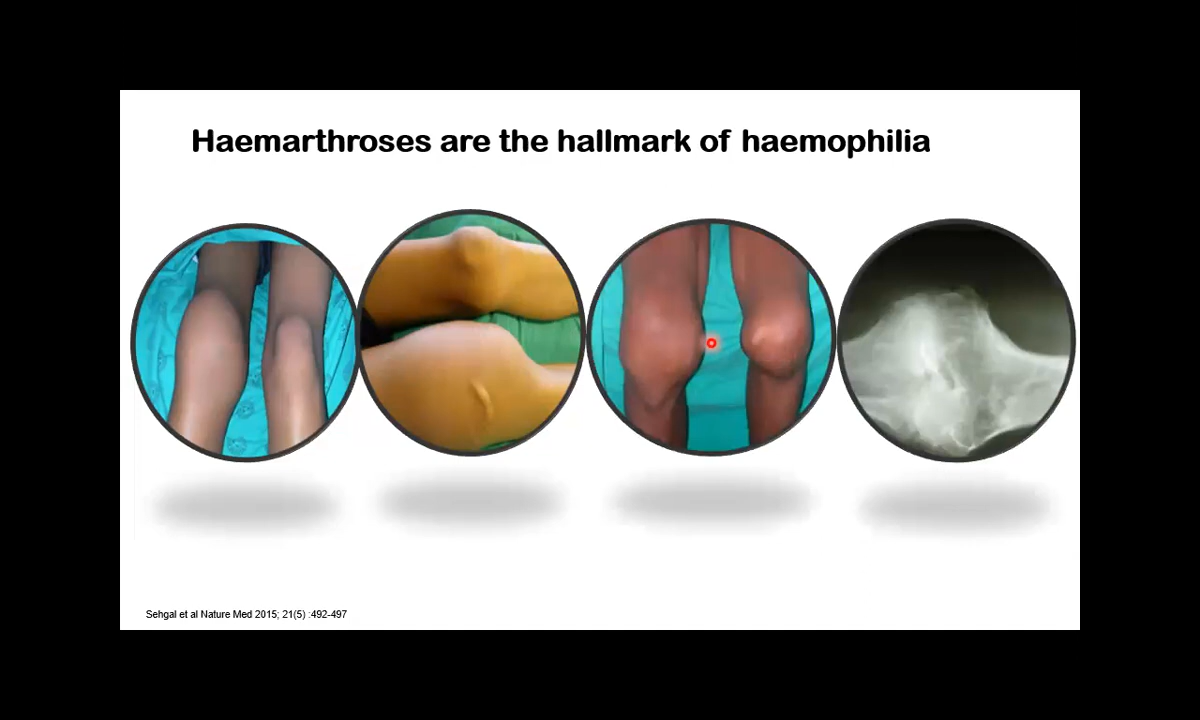 Haemarthroses are the hallmark of haemophilia
Sehgal et al Nature Med 2015; 21(5) :492-497